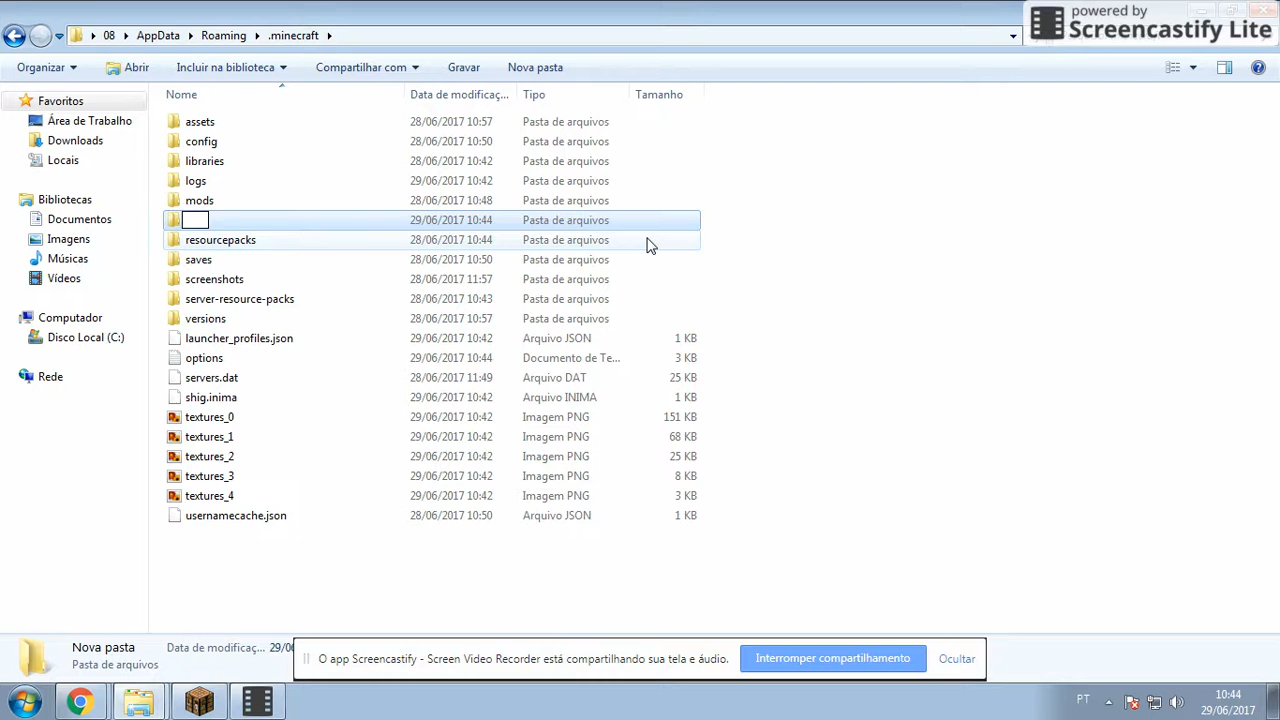 powered by
Screencastify Lite
08 AppData Roaming .minecraft
Organizar Abrir Incluir na biblioteca Compartilhar com Gravar Nova pasta
Nome Data de modificaç... Tipo Tamanho
Favoritos
Área de Trabalho
Downloads
Locais
Bibliotecas
Documentos
Imagens
Músicas
Vídeos
Computador
Disco Local (C:)
Rede
assets 28/06/2017 10:57 Pasta de arquivos
config 28/06/2017 10:50 Pasta de arquivos
libraries 28/06/2017 10:42 Pasta de arquivos
logs 29/06/2017 10:42 Pasta de arquivos
mods 28/06/2017 10:48 Pasta de arquivos
29/06/2017 10:44 Pasta de arquivos
resourcepacks 28/06/2017 10:44 Pasta de arquivos
saves 28/06/2017 10:50 Pasta de arquivos
screenshots 28/06/2017 11:57 Pasta de arquivos
server-resource-packs 28/06/2017 10:43 Pasta de arquivos
versions 28/06/2017 10:57 Pasta de arquivos
launcher_profiles.json 29/06/2017 10:42 Arquivo JSON 1 KB
options 29/06/2017 10:44 Documento de Te... 3 KB
servers.dat 28/06/2017 11:49 Arquivo DAT 25 KB
shig.inima 29/06/2017 10:42 Arquivo INIMA 1 KB
textures_0 29/06/2017 10:42 Imagem PNG 151 KB
textures_1 29/06/2017 10:42 Imagem PNG 68 KB
textures_2 29/06/2017 10:42 Imagem PNG 25 KB
textures_3 29/06/2017 10:42 Imagem PNG 8 KB
textures_4 29/06/2017 10:42 Imagem PNG 3 KB
usernamecache.json 28/06/2017 10:50 Arquivo JSON 1 KB
Nova pasta Data de modificaç... 29/0
Pasta de arquivos
O app Screencastify - Screen Video Recorder está compartilhando sua tela e áudio. Interromper compartilhamento Ocultar
PT
10:44
29/06/2017